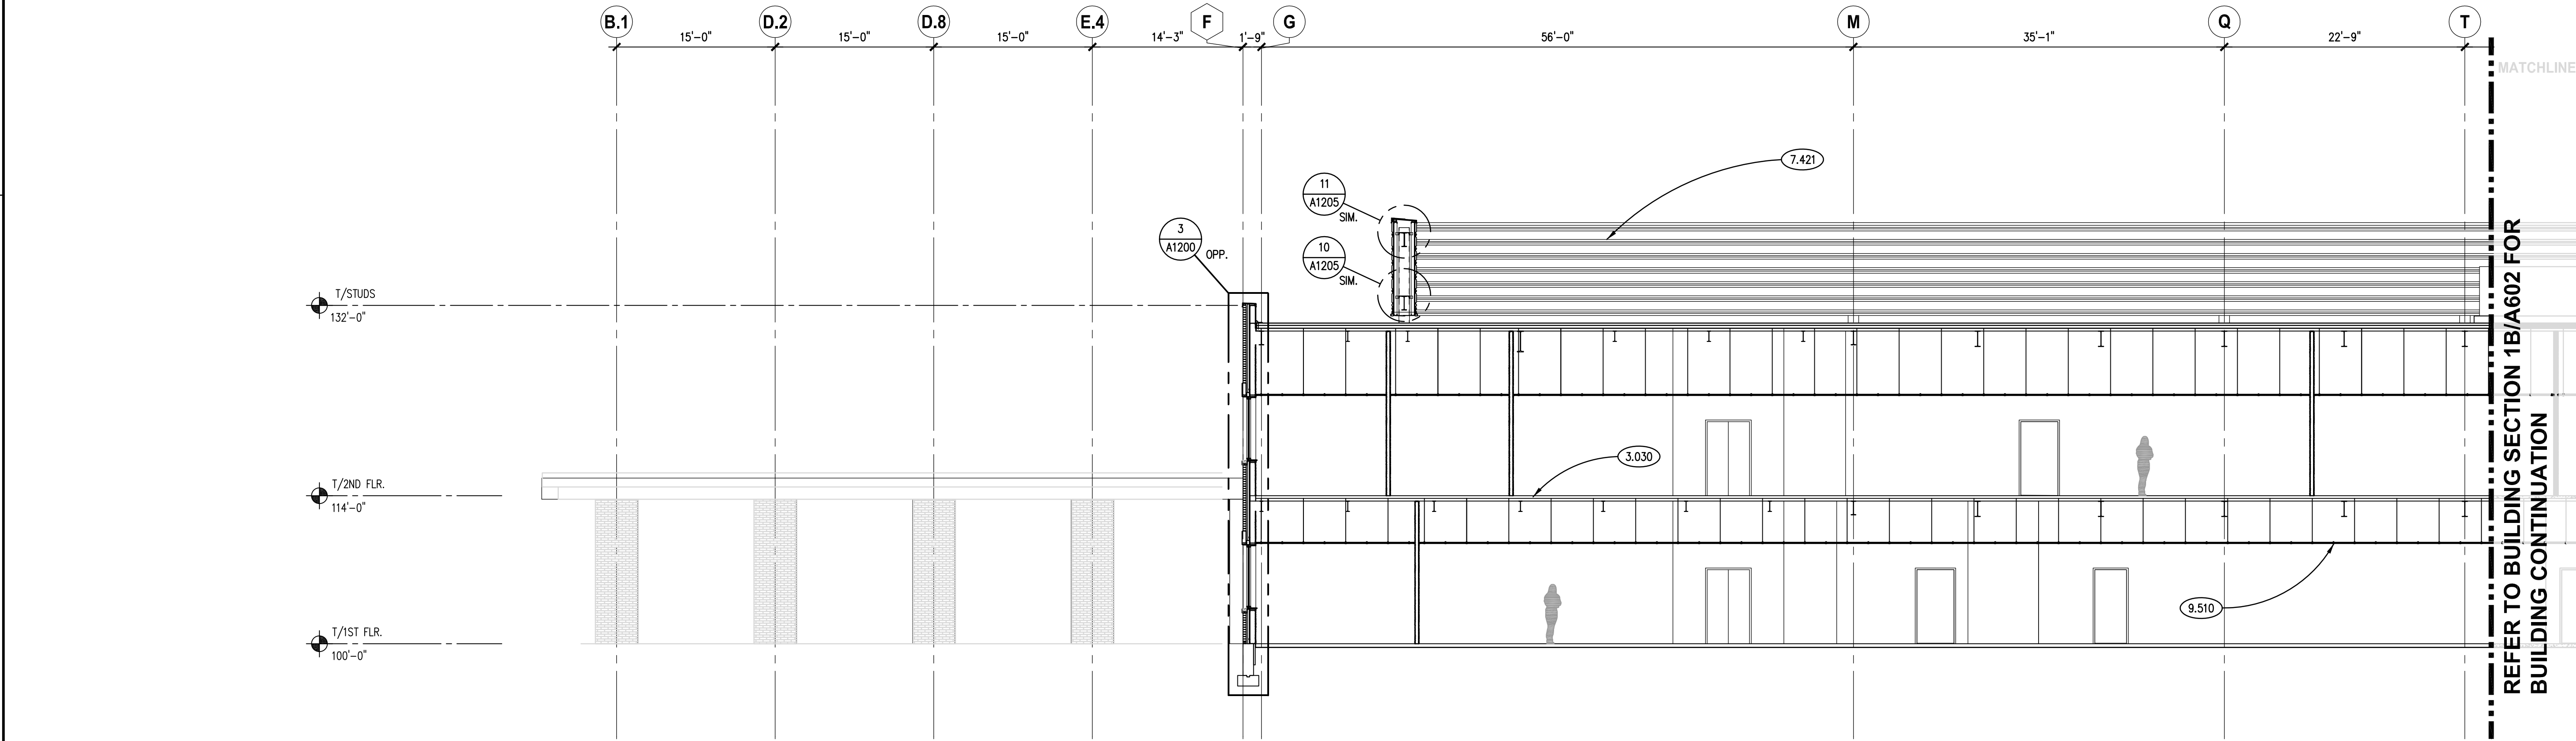 B.1 D.2 D.8 E.4 F G M Q T
15'-0" 15'-0" 15'-0" 14'-3" 1'-9" 56'-0" 35'-1" 22'-9"
MATCHLINE
7.421
11
A1205
SIM.
3
A1200
OPP.
10
A1205
SIM.
T/STUDS
132'-0"
3.030
T/2ND FLR.
114'-0"
9.510
T/1ST FLR.
100'-0"
REFER TO BUILDING SECTION 1B/A602 FOR
BUILDING CONTINUATION